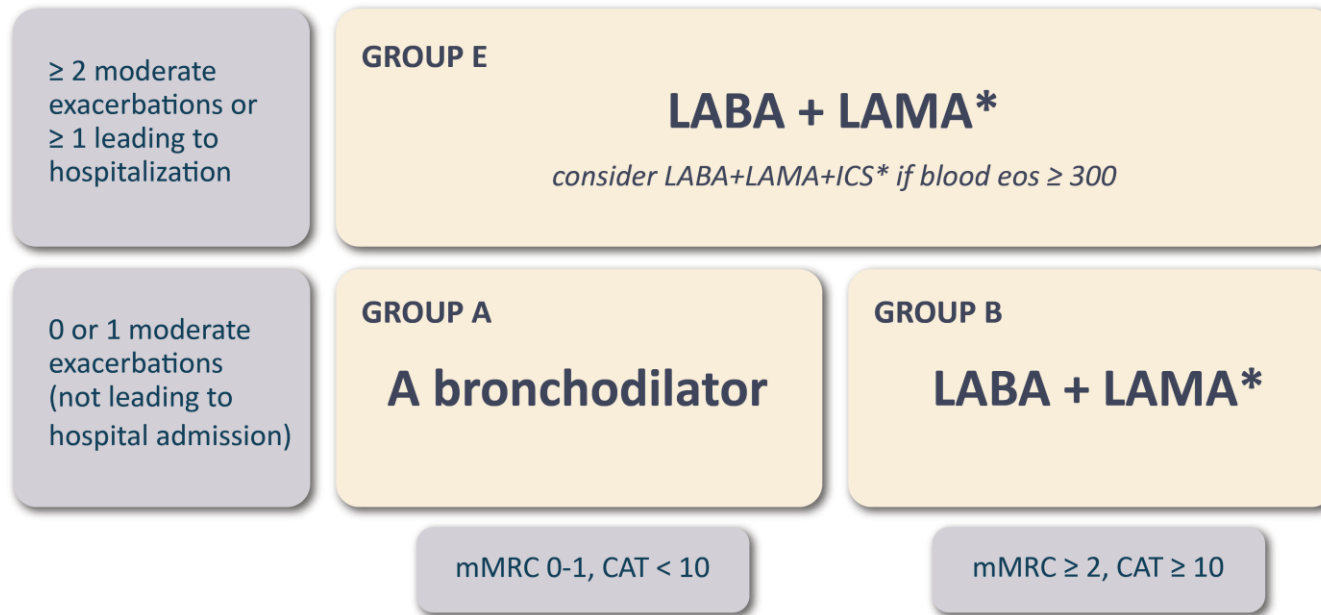 ≥ 2 moderate
exacerbations or
≥ 1 leading to
hospitalization
GROUP E
LABA + LAMA*
consider LABA+LAMA+ICS* if blood eos ≥ 300
0 or 1 moderate
exacerbations
(not leading to
hospital admission)
GROUP A
A bronchodilator
GROUP B
LABA + LAMA*
mMRC 0-1, CAT < 10
mMRC ≥ 2, CAT ≥ 10